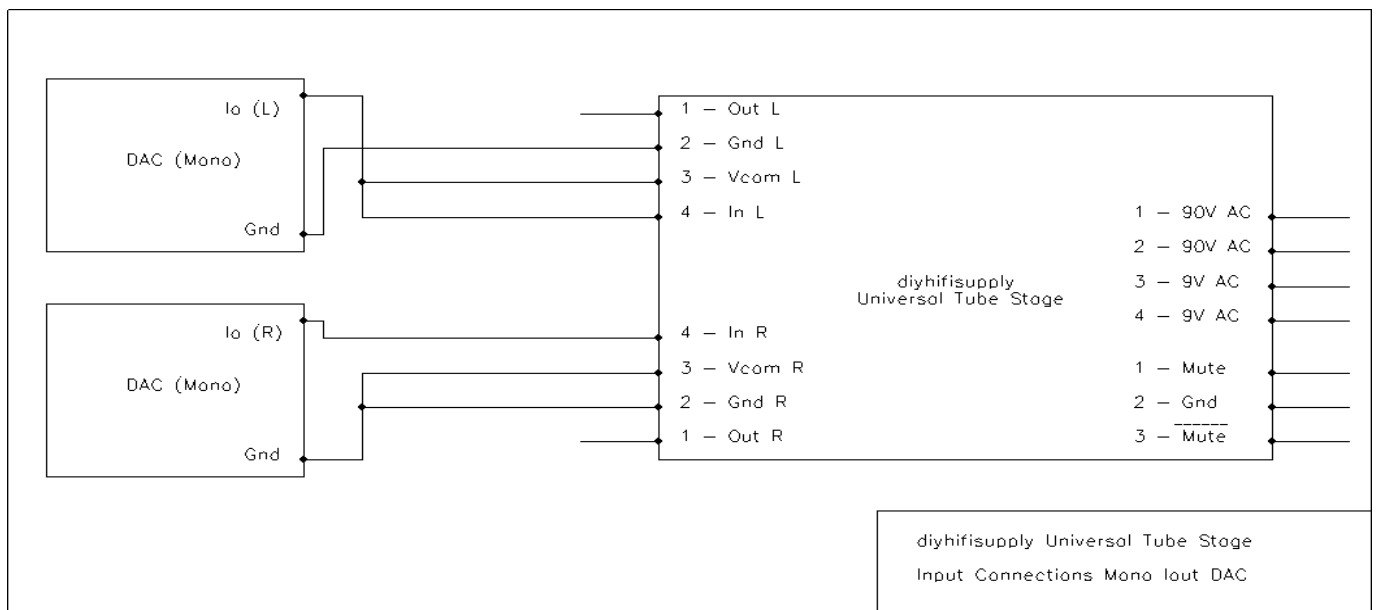 Io (L)
DAC (Mono)
Gnd
Io (R)
DAC (Mono)
Gnd
1 – Out L
2 – Gnd L
3 – Vcom L
4 – In L
4 – In R
3 – Vcom R
2 – Gnd R
1 – Out R
diyhifisupply
Universal Tube Stage
1 – 90V AC
2 – 90V AC
3 – 9V AC
4 – 9V AC
1 – Mute
2 – Gnd
3 – Mute
diyhifisupply Universal Tube Stage
Input Connections Mono Iout DAC